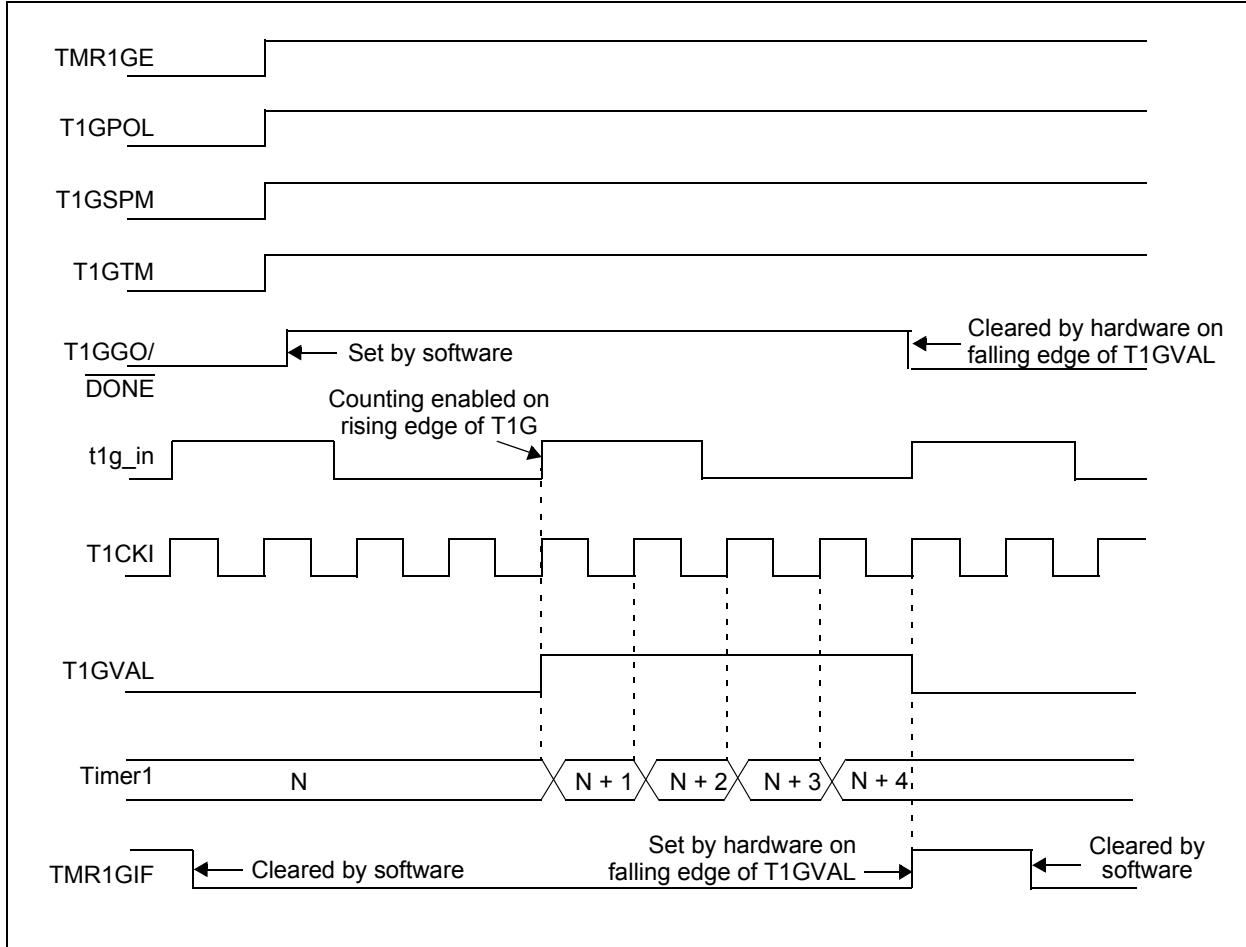 TMR1GE
T1GPOL
T1GSPM
T1GTM
T1GGO/
DONE
Set by software
Cleared by hardware on
falling edge of T1GVAL
Counting enabled on
rising edge of T1G
t1g_in
T1CKI
T1GVAL
Timer1
N
N + 1
N + 2
N + 3
N + 4
TMR1GIF
Cleared by software
Set by hardware on
falling edge of T1GVAL
Cleared by
software